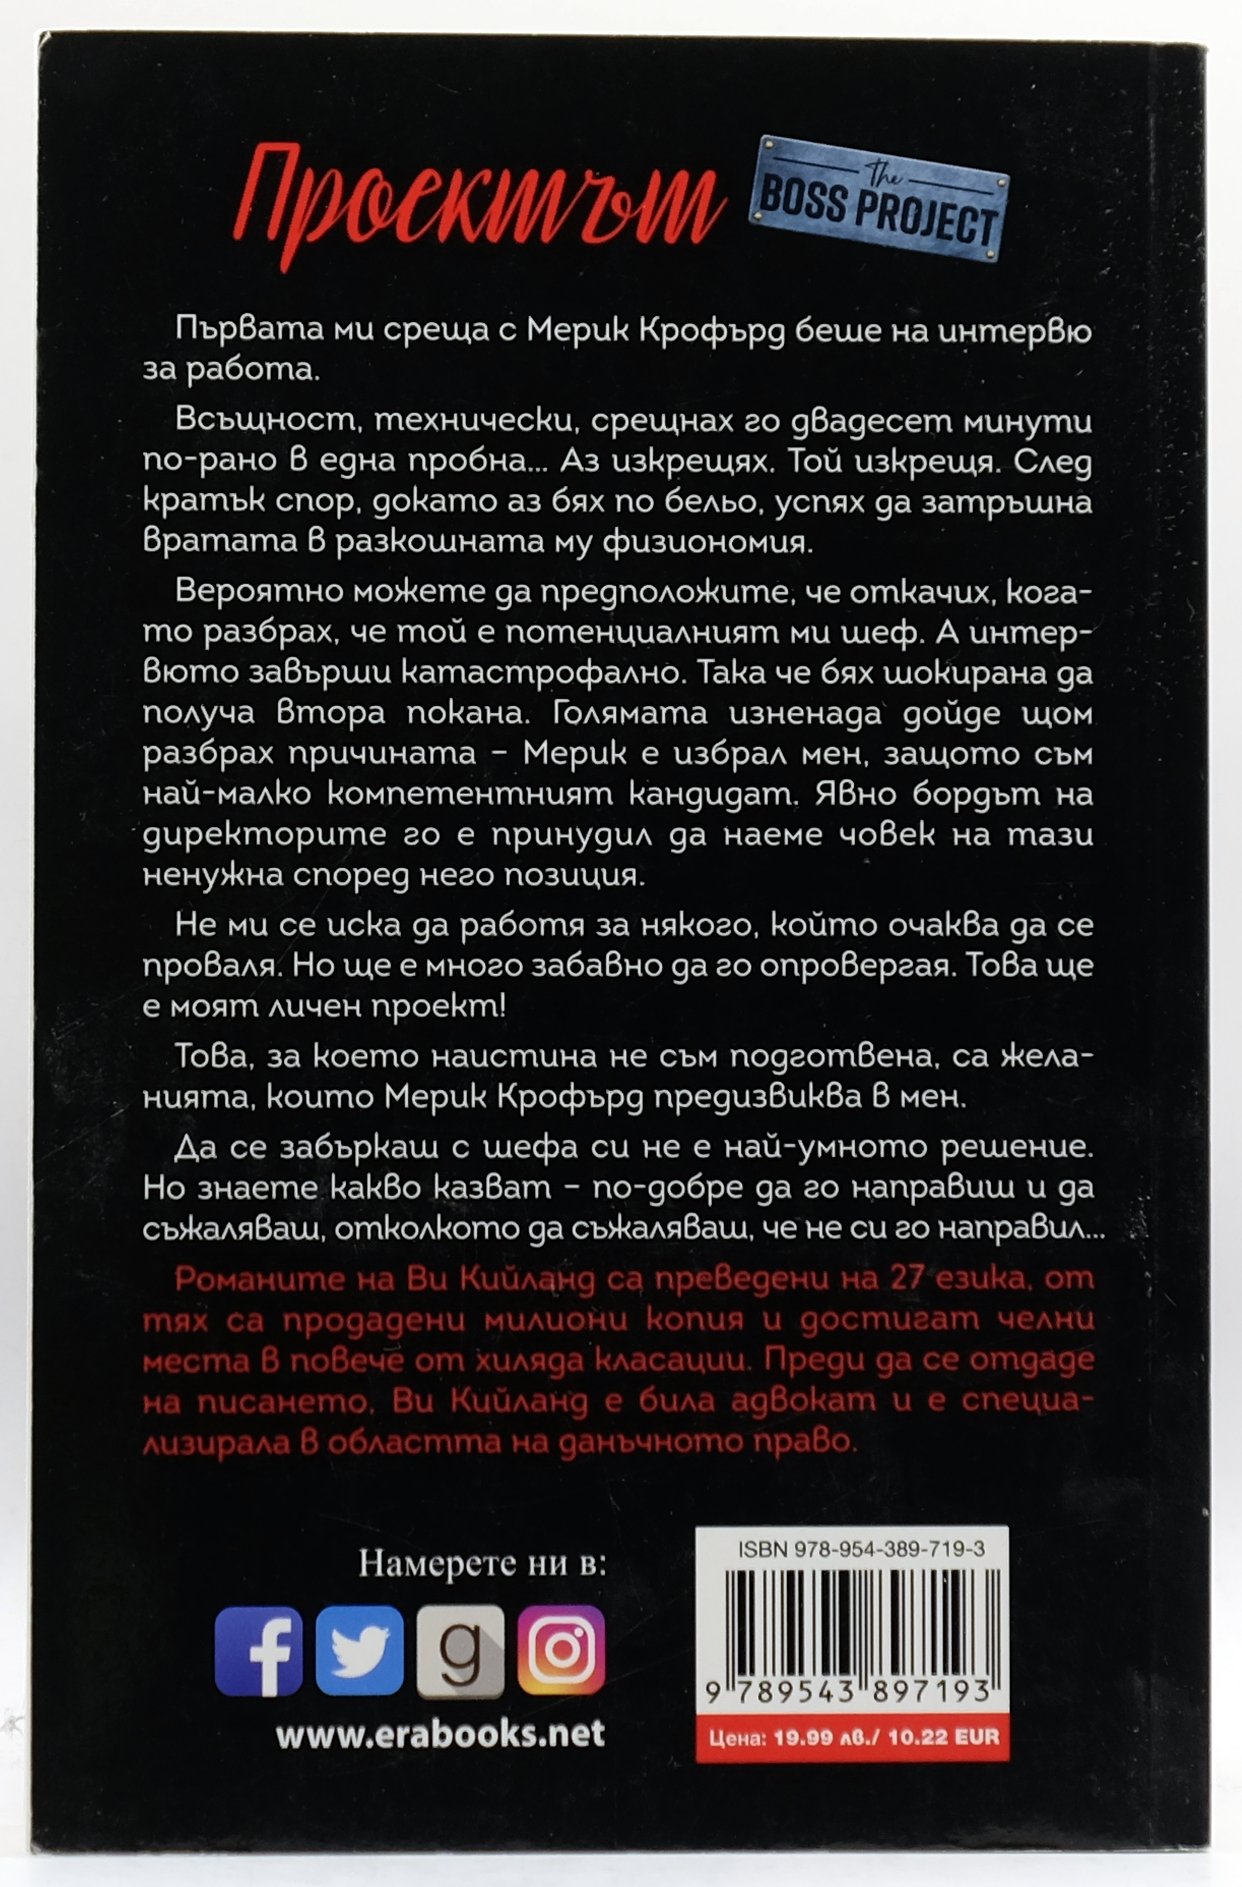 Проектът
The
BOSS PROJECT
Първата ми среща с Мерик Крофърд беше на интервю
за работа.
Всъщност, технически, срещнах го двадесет минути
по-рано в една пробна... Аз изкрещях. Той изкрещя. След
кратък спор, докато аз бях по бельо, успях да затръшна
вратата в разкошната му физиономия.
Вероятно можете да предположите, че откачих, кога-
то разбрах, че той е потенциалният ми шеф. А интер-
вюто завърши катастрофално. Така че бях шокирана да
получа втора покана. Голямата изненада дойде щом
разбрах причината – Мерик е избрал мен, защото съм
най-малко компетентният кандидат. Явно бордът на
директорите го е принудил да наеме човек на тази
ненужна според него позиция.
Не ми се иска да работя за някого, който очаква да се
проваля. Но ще е много забавно да го опровергая. Това ще
е моят личен проект!
Това, за което наистина не съм подготвена, са жела-
нията, които Мерик Крофърд предизвиква в мен.
Да се забъркаш с шефа си не е най-умното решение.
Но знаете какво казват – по-добре да го направиш и да
съжаляваш, отколкото да съжаляваш, че не си го направил...
Романите на Ви Кийланд са преведени на 27 езика, от
тях са продадени милиони копия и достигат челни
места в повече от хиляда класации. Преди да се отдаде
на писането, Ви Кийланд е била адвокат и е специа-
лизирала в областта на данъчното право.
Намерете ни в:
www.erabooks.net
ISBN 978-954-389-719-3
9 789543 897193
Цена: 19.99 лв./ 10.22 EUR